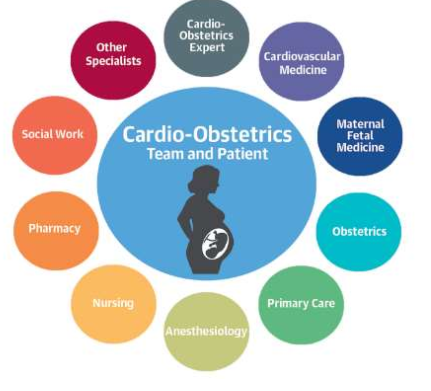 Cardio-
Obstetrics
Expert
Cardiovascular
Medicine
Maternal
Fetal
Medicine
Obstetrics
Primary Care
Anesthesiology
Nursing
Pharmacy
Social Work
Other
Specialists
Cardio-Obstetrics
Team and Patient